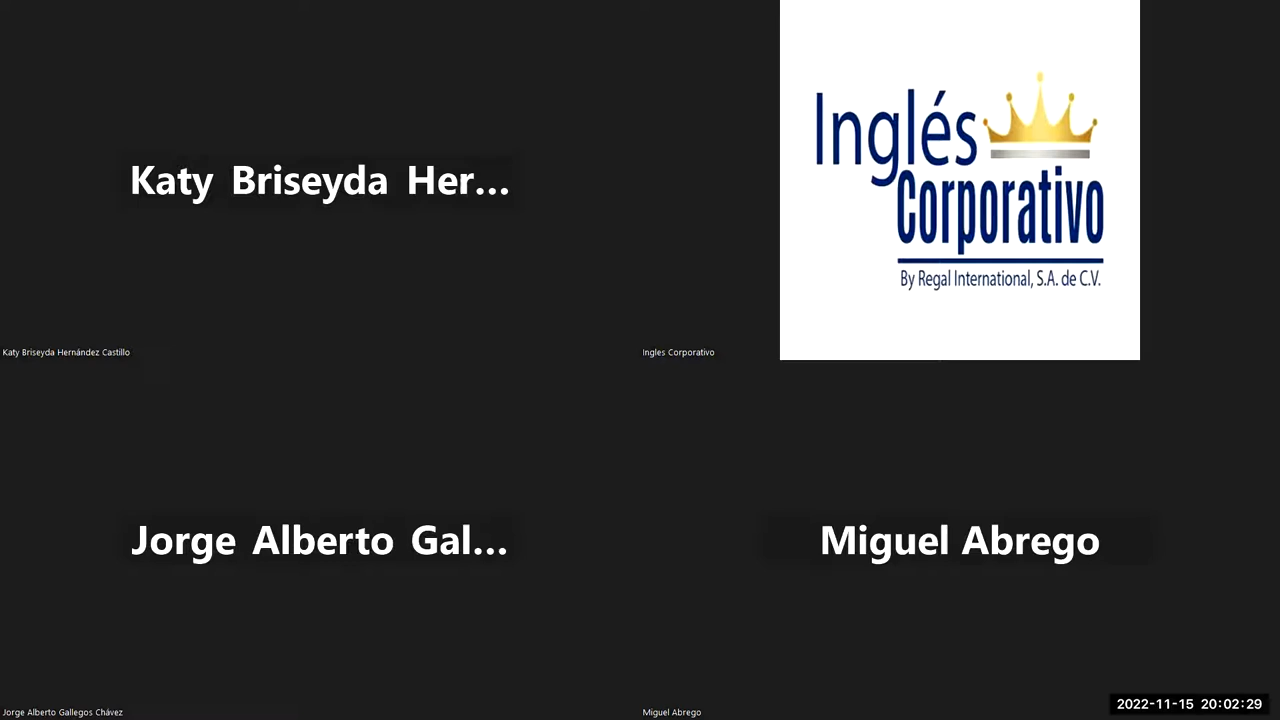 Katy Briseyda Her...
Katy Briseyda Hernández Castillo
Inglés
Corporativo
By Regal International, S.A. de C.V.
Ingles Corporativo
Jorge Alberto Gal...
Jorge Alberto Gallegos Chávez
Miguel Abrego
Miguel Abrego
2022-11-15 20:02:29